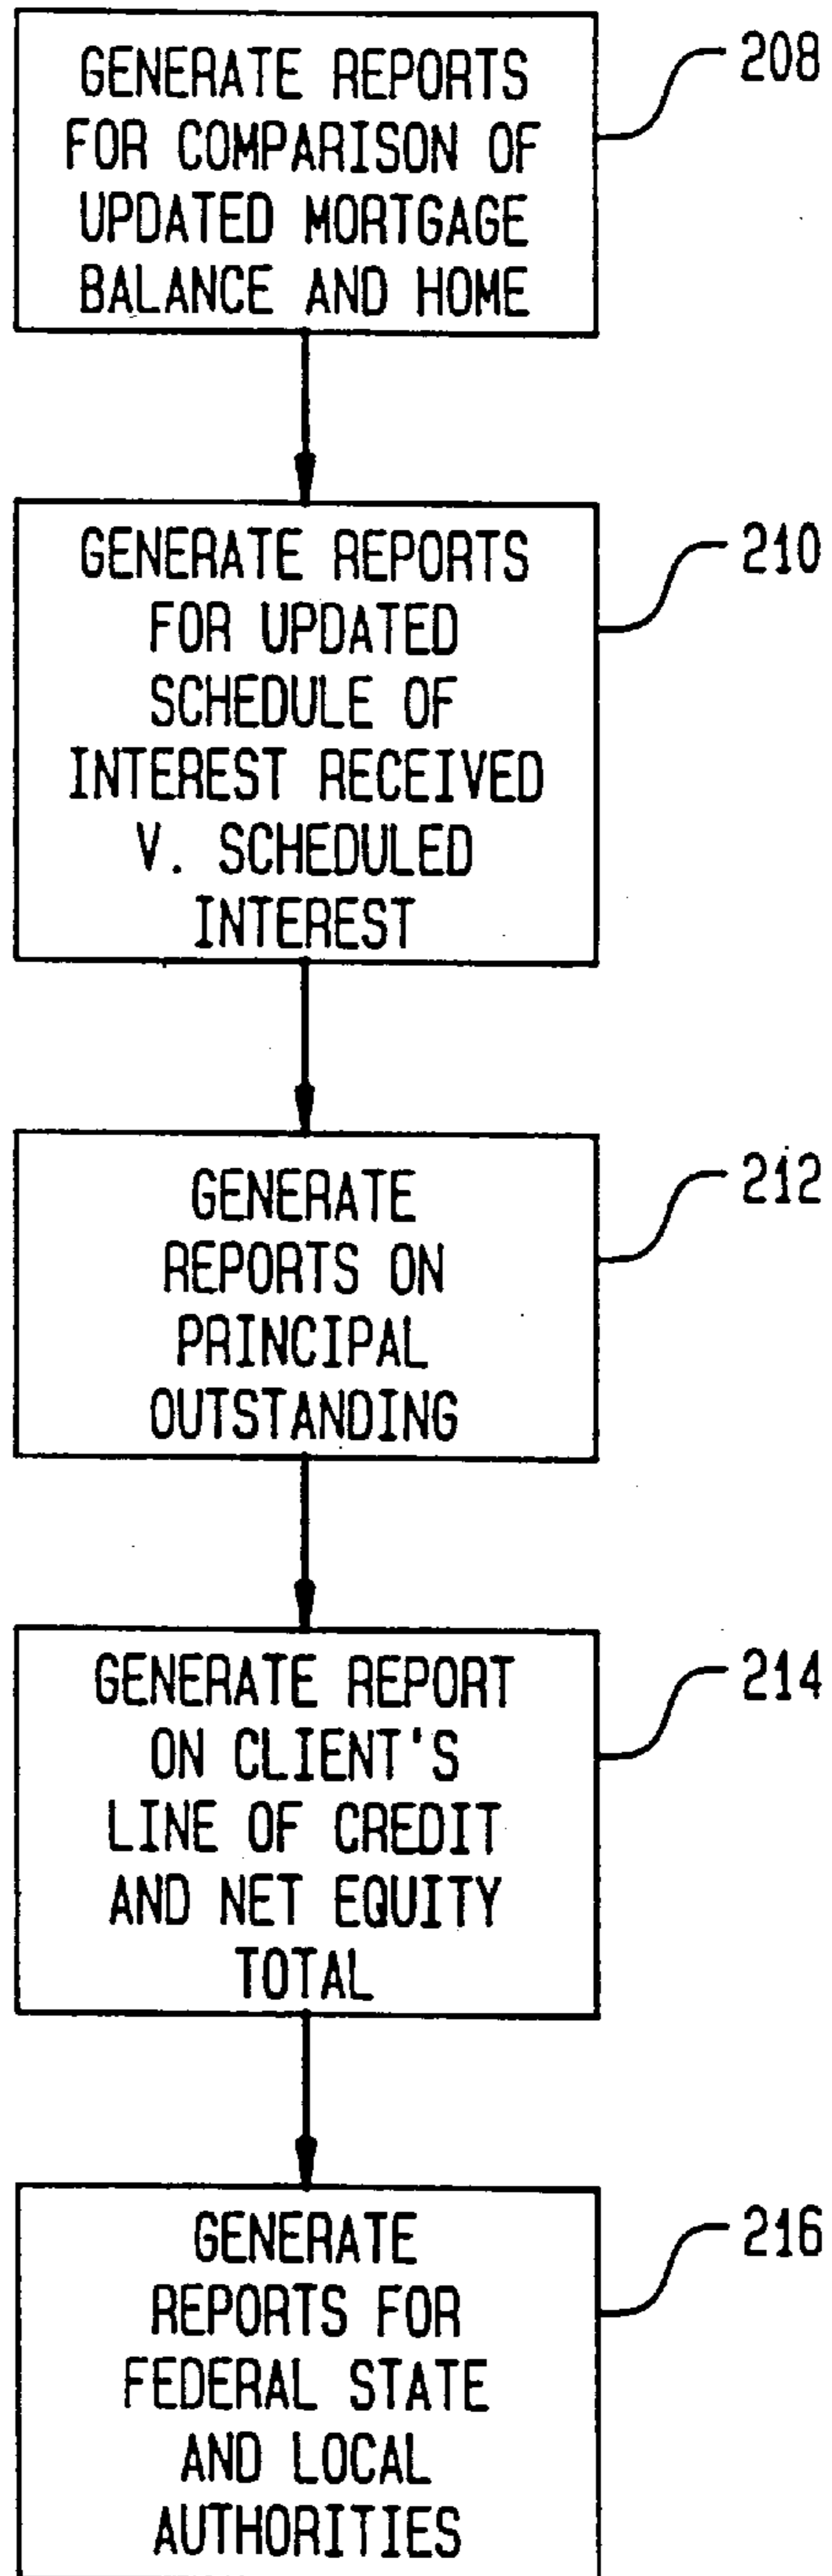 GENERATE REPORTS
FOR COMPARISON OF
UPDATED MORTGAGE
BALANCE AND HOME
208
GENERATE REPORTS
FOR UPDATED
SCHEDULE OF
INTEREST RECEIVED
V. SCHEDULED
INTEREST
210
GENERATE
REPORTS ON
PRINCIPAL
OUTSTANDING
212
GENERATE REPORT
ON CLIENT'S
LINE OF CREDIT
AND NET EQUITY
TOTAL
214
GENERATE
REPORTS FOR
FEDERAL STATE
AND LOCAL
AUTHORITIES
216